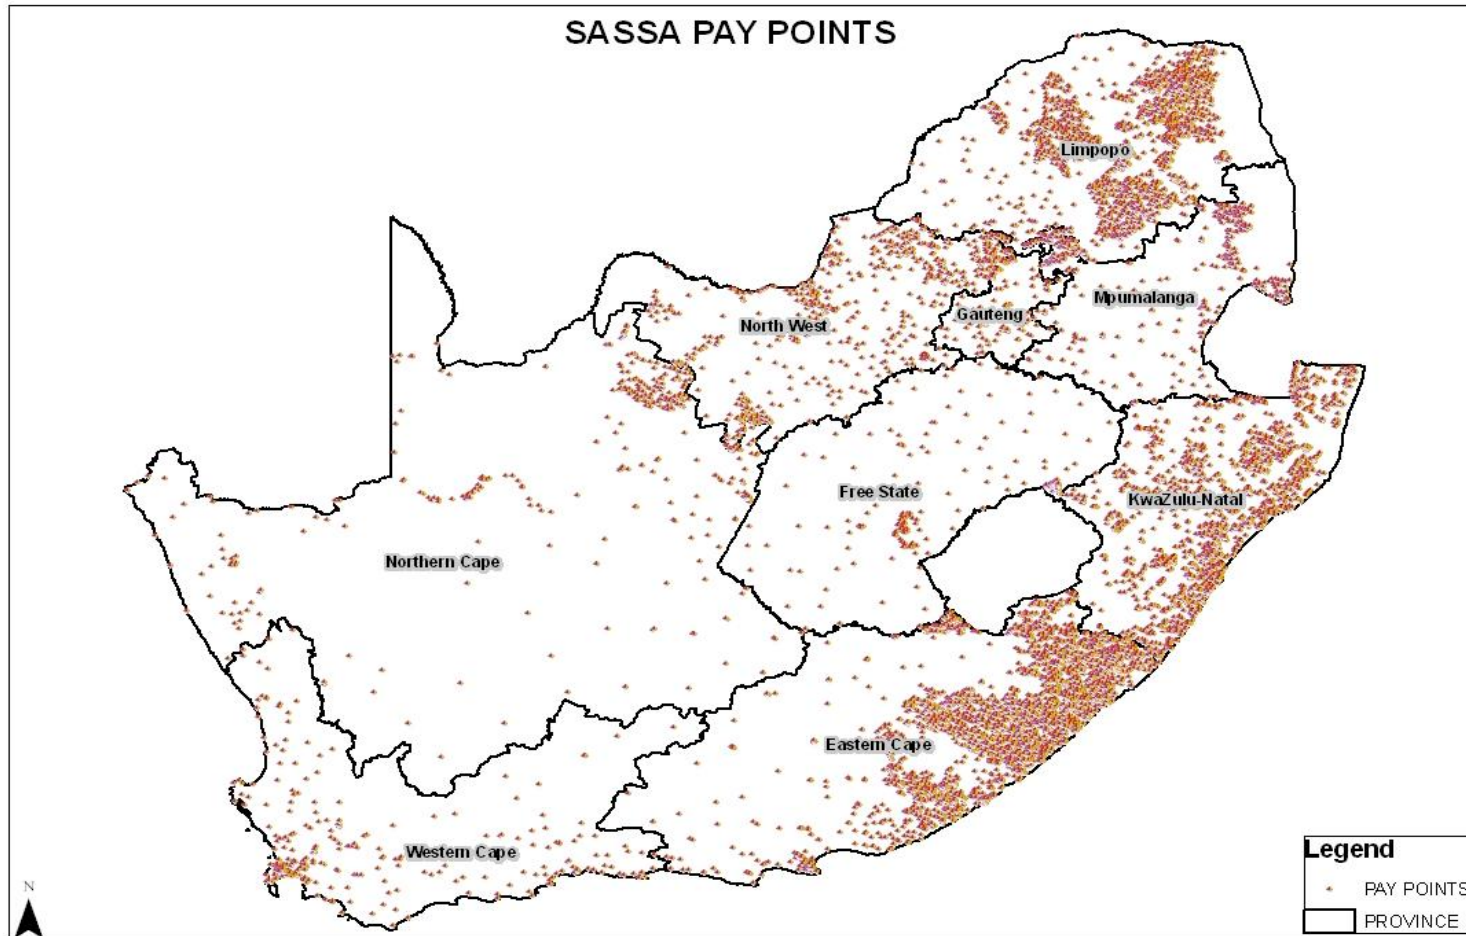 SASSA PAY POINTS
Limpopo
Mpumalanga
Gauteng
North West
Free State
KwaZulu-Natal
Northern Cape
Eastern Cape
Western Cape
Legend
PAY POINTS
PROVINCE
N